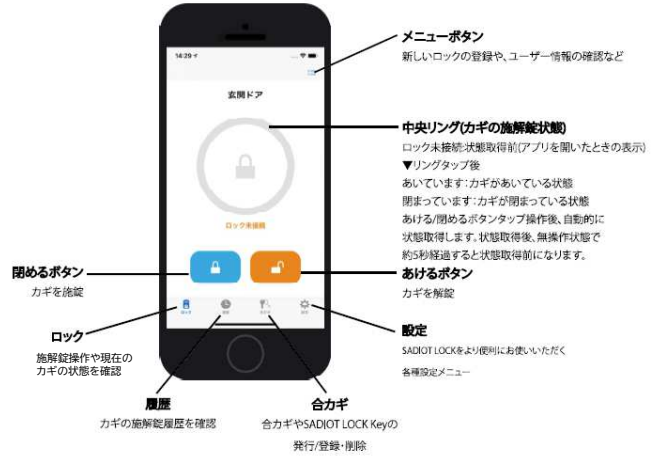 メニューボタン
新しいロックの登録や、ユーザー情報の確認など
14:29
玄関ドア
中央リング(カギの施解錠状態)
ロック未接続:状態取得前(アプリを開いたときの表示)
▼リングタップ後
あいています:カギがあいている状態
閉まっています:カギが閉まっている状態
あける/閉めるボタンタップ操作後、自動的に
状態取得します。状態取得後、無操作状態で
約5秒経過すると状態取得前になります。
ロック未接続
閉めるボタン
カギを施錠
あけるボタン
カギを解錠
ロック
履歴
合カギ
設定
ロック
施解錠操作や現在の
カギの状態を確認
設定
SADIOT LOCKをより便利にお使いいただく
各種設定メニュー
履歴
カギの施解錠履歴を確認
合カギ
合カギやSADIOT LOCK Keyの
発行/登録・削除